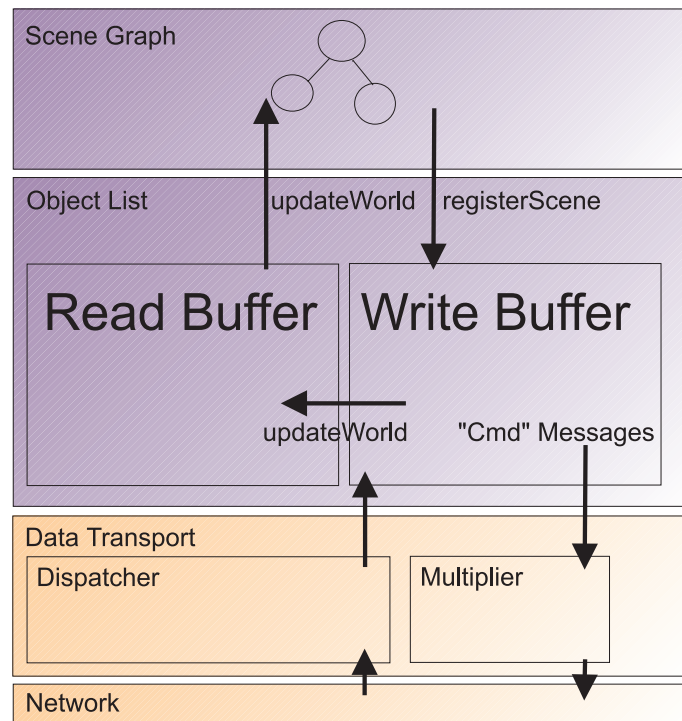 Scene Graph
Object List
updateWorld
registerScene
Read Buffer
Write Buffer
updateWorld
"Cmd" Messages
Data Transport
Dispatcher
Multiplier
Network